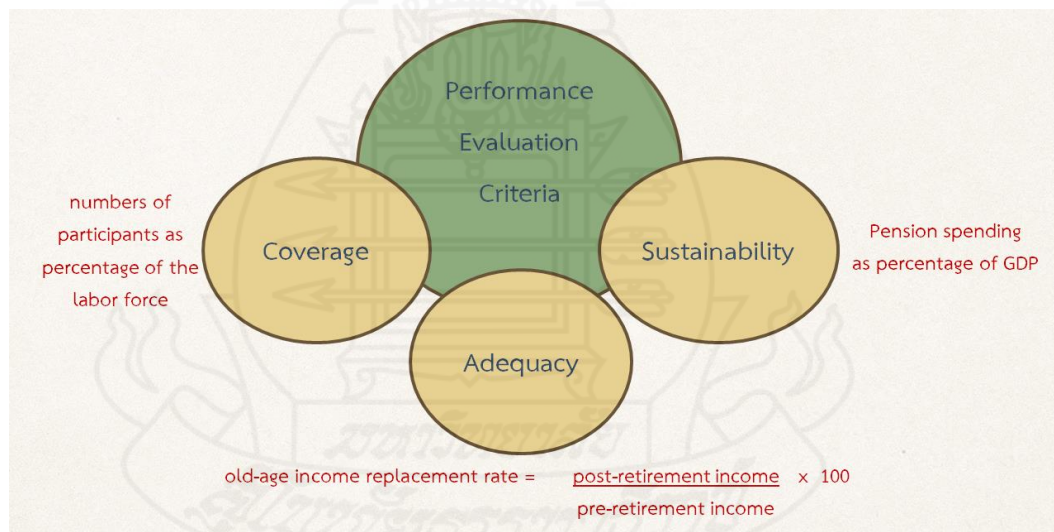 Performance
Evaluation
Criteria
numbers of
participants as
percentage of the
labor force
Coverage
Sustainability
Pension spending
as percentage of GDP
Adequacy
old-age income replacement rate = post-retirement income x 100
pre-retirement income